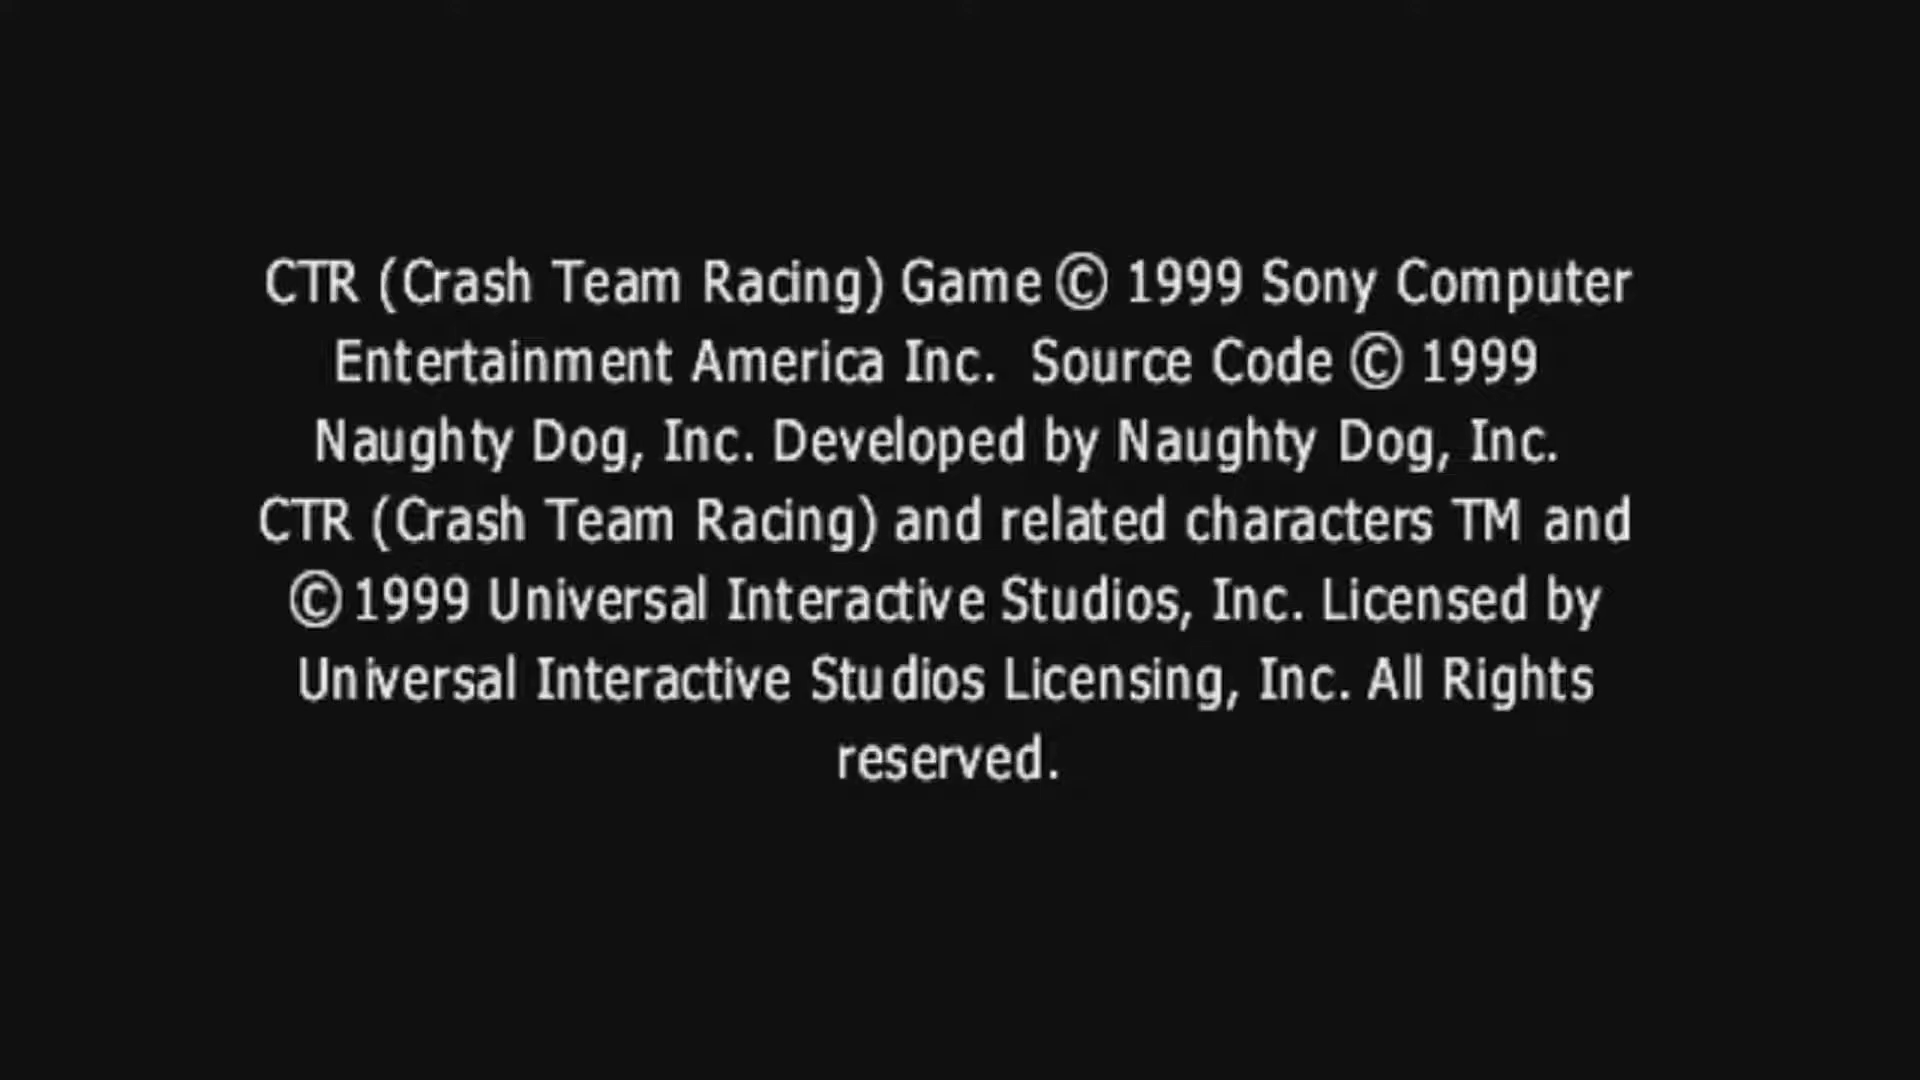 CTR (Crash Team Racing) Game © 1999 Sony Computer
Entertainment America Inc.  Source Code © 1999
Naughty Dog, Inc. Developed by Naughty Dog, Inc.
CTR (Crash Team Racing) and related characters TM and
© 1999 Universal Interactive Studios, Inc. Licensed by
Universal Interactive Studios Licensing, Inc. All Rights
reserved.